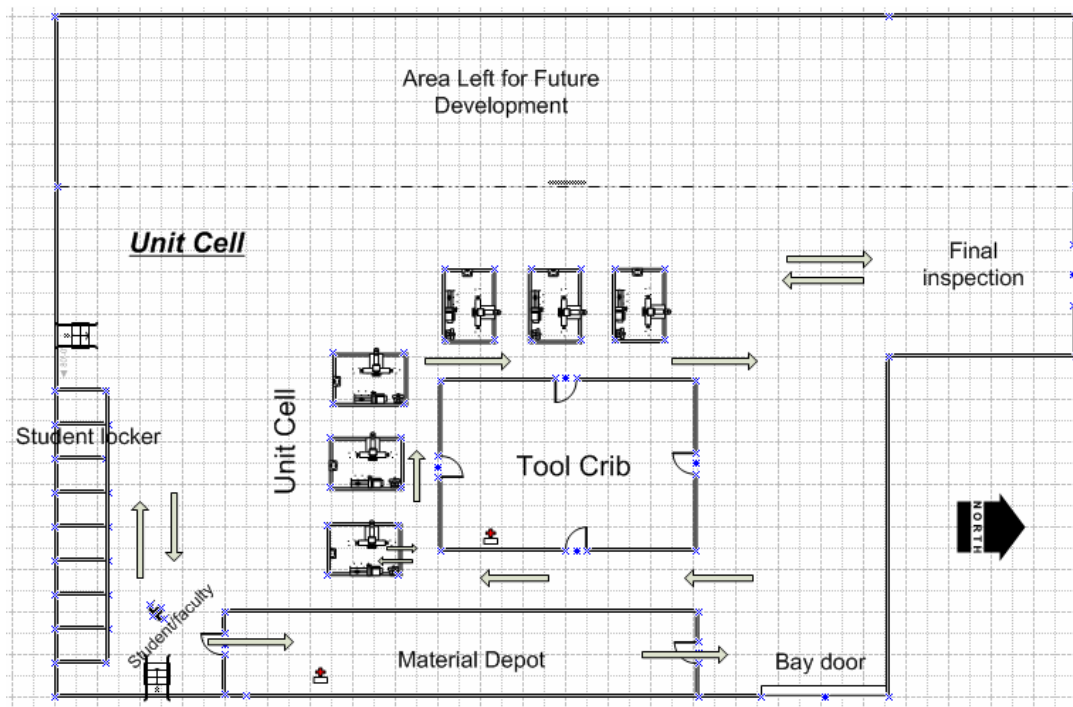 Area Left for Future
Development
Unit Cell
Final
inspection
Student locker
Unit Cell
Tool Crib
NORTH
Student/faculty
Material Depot
Bay door